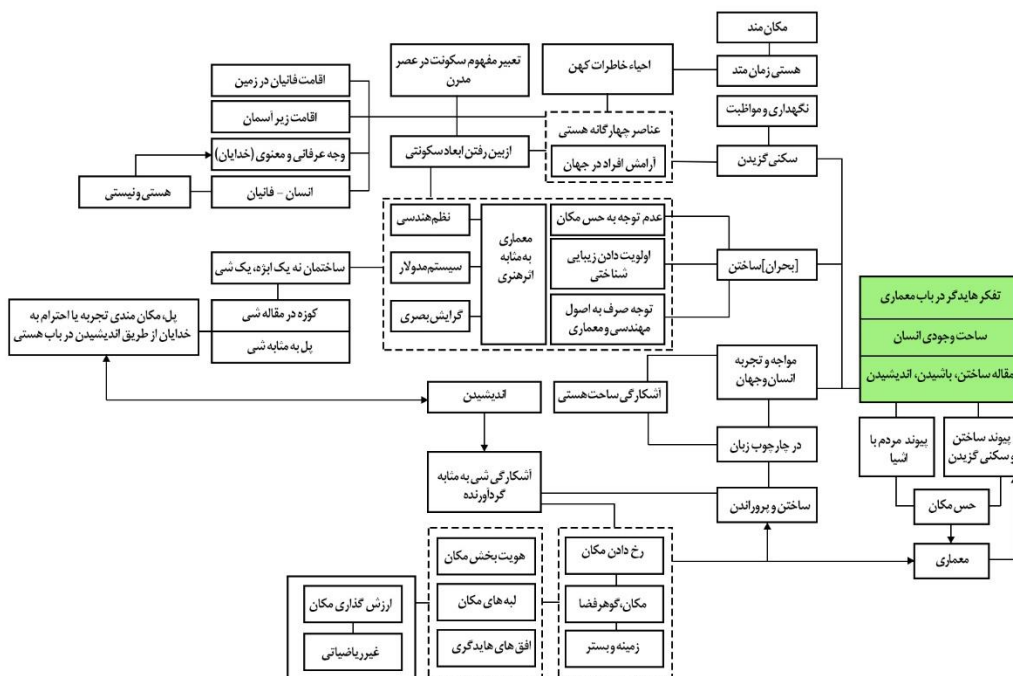 مکان مند
هستی زمان متد
احیاء خاطرات کهن
تعبیر مفهوم سکونت در عصر
مدرن
نگهداری و مواظبت
سکنی گزیدن
عناصر چهارگانه هستی
آرامش افراد در جهان
ازبین رفتن ابعاد سکونتی
اقامت فانیان در زمین
اقامت زیر آسمان
وجه عرفانی و معنوی (خدایان)
انسان - فانیان
هستی و نیستی
[بحران] ساختن
عدم توجه به حس مکان
اولویت دادن زیبایی
شناختی
توجه صرف به اصول
مهندسی و معماری
معماری
به مثابه
اثر هنری
نظم هندسی
سیستم مدولار
گرایش بصری
ساختمان نه یک ابژه، یک شی
کوزه در مقاله شی
پل به مثابه شی
پل، مکان مندی تجربه یا احترام به
خدایان از طریق اندیشیدن در باب هستی
تفکر هایدگر در باب معماری
ساحت وجودی انسان
مقاله ساختن، باشیدن، اندیشیدن
پیوند ساختن
و سکنی گزیدن
پیوند مردم با
اشیا
حس مکان
معماری
مواجه و تجربه
انسان و جهان
آشکارگی ساحت هستی
در چارچوب زبان
ساختن و پروراندن
اندیشیدن
آشکارگی شی به مثابه
گردآورنده
رخ دادن مکان
مکان، گوهر فضا
زمینه و بستر
هویت بخش مکان
لبه های مکان
افق های هایدگری
ارزش گذاری مکان
غیر ریاضیاتی